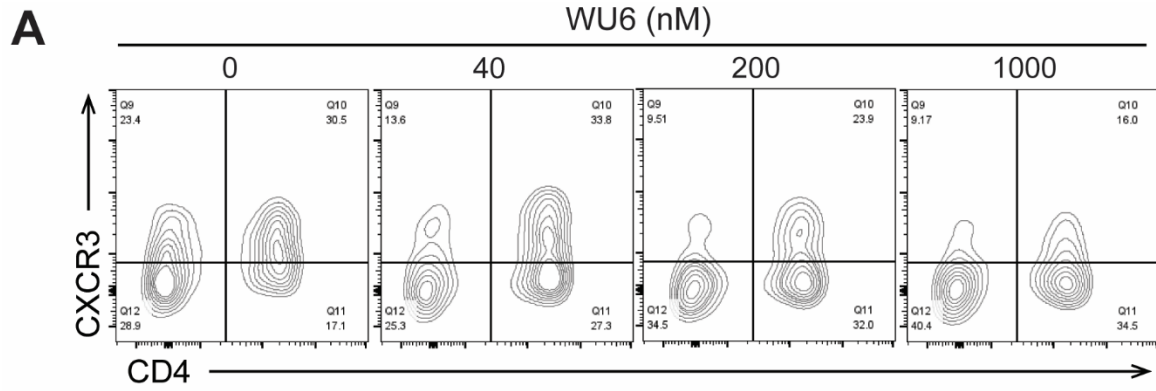 A
WU6 (nM)
0 40 200 1000
Q9 Q10 Q9 Q10 Q9 Q10 Q9 Q10
23.4 30.5 13.6 33.8 9.51 23.9 9.17 16.0
CXCR3
Q12 Q11 Q12 Q11 Q12 Q11 Q12 Q11
28.9 17.1 25.3 27.3 34.5 32.0 40.4 34.5
CD4